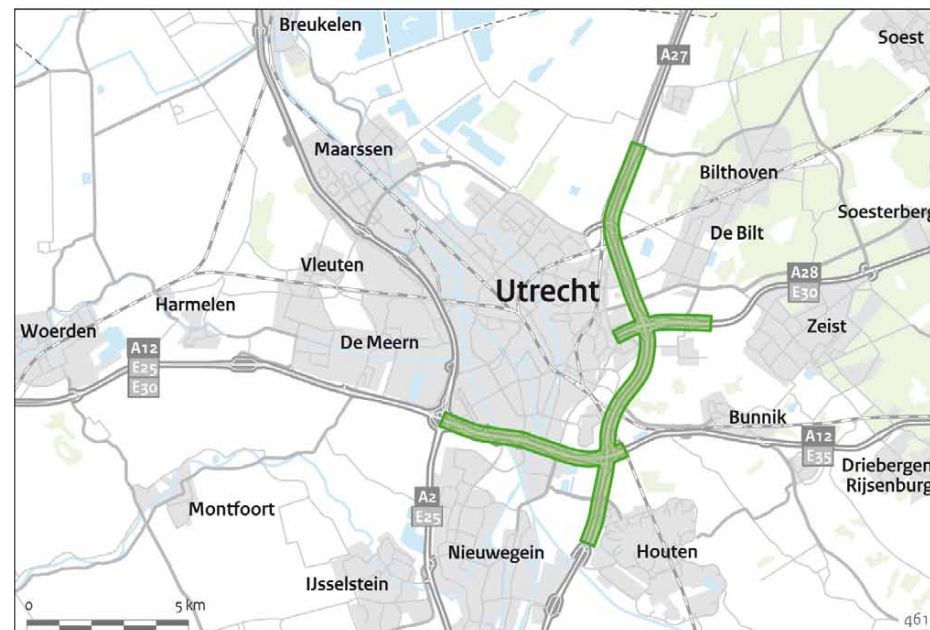 Breukelen
Soest
A27
Maarssen
Bilthoven
Soesterberg
De Bilt
Vleuten
A28
E30
Utrecht
Harmelen
Zeist
Woerden
De Meern
A12
E25
E30
Bunnik
A12
E35
Driebergen
Rijsenburg
A2
E25
Montfoort
Nieuwegein
Houten
IJsselstein
0
5 km
461